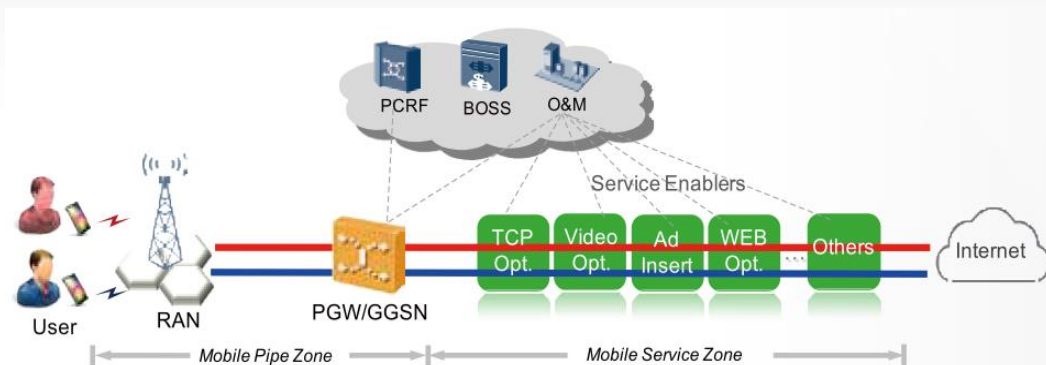 PCRF
BOSS
O&M
Service Enablers
TCP
Opt.
Video
Opt.
Ad
Insert
WEB
Opt.
...
Others
Internet
User
RAN
PGW/GGSN
Mobile Pipe Zone
Mobile Service Zone